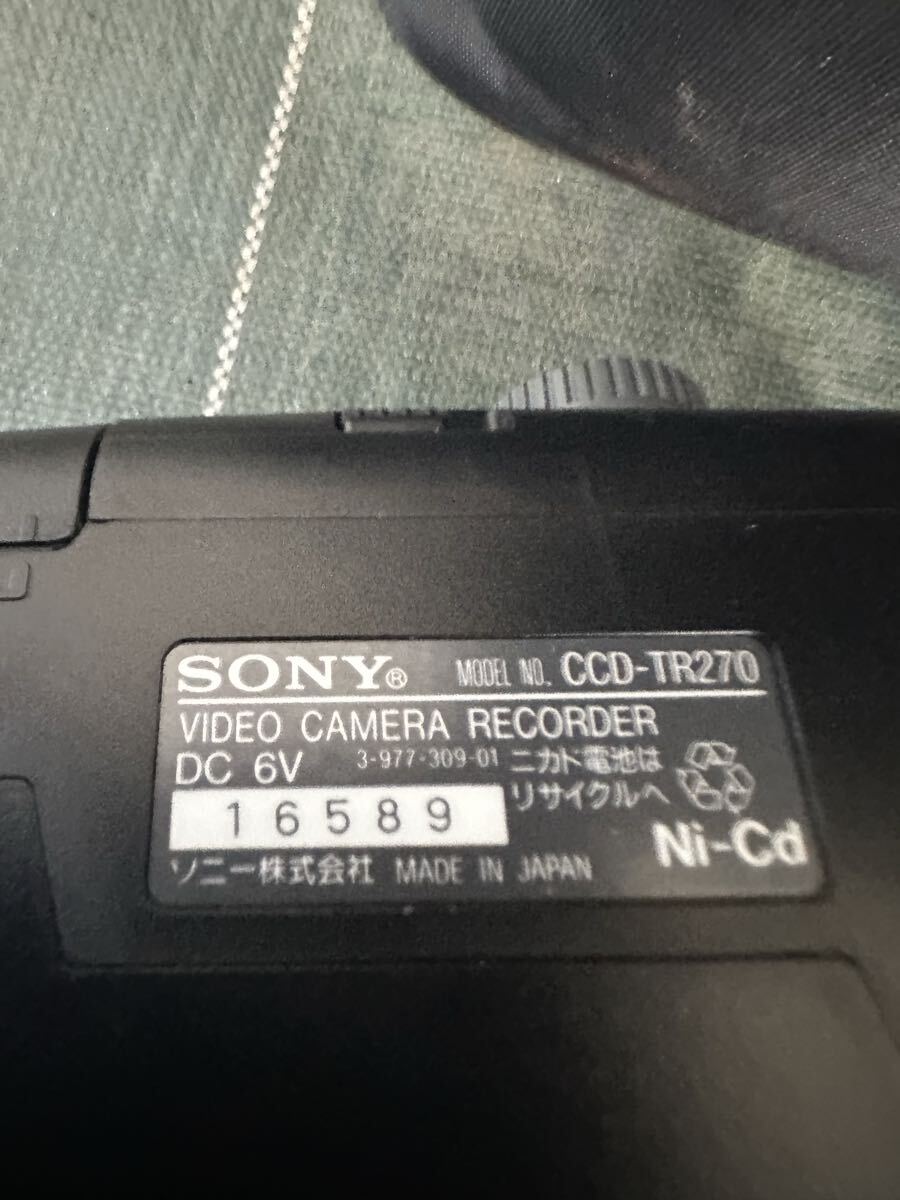 SONY® MODEL NO. CCD-TR270
VIDEO CAMERA RECORDER
DC 6V 3-977-309-01 ニカド電池は
リサイクルへ
16589
Ni-Cd
ソニー株式会社 MADE IN JAPAN